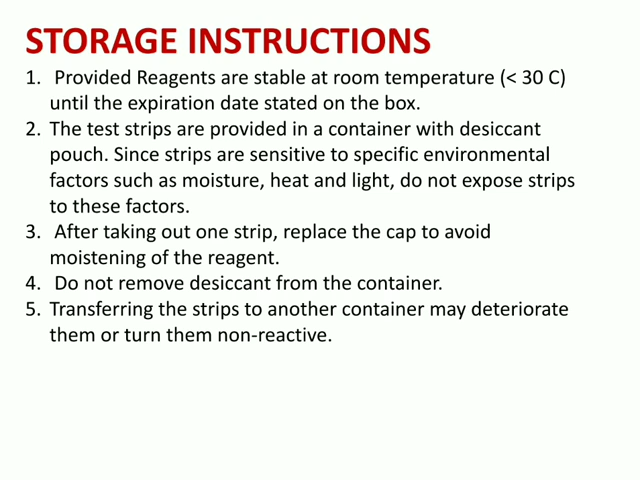 STORAGE INSTRUCTIONS
1. Provided Reagents are stable at room temperature (< 30 C)
until the expiration date stated on the box.
2. The test strips are provided in a container with desiccant
pouch. Since strips are sensitive to specific environmental
factors such as moisture, heat and light, do not expose strips
to these factors.
3. After taking out one strip, replace the cap to avoid
moistening of the reagent.
4. Do not remove desiccant from the container.
5. Transferring the strips to another container may deteriorate
them or turn them non-reactive.